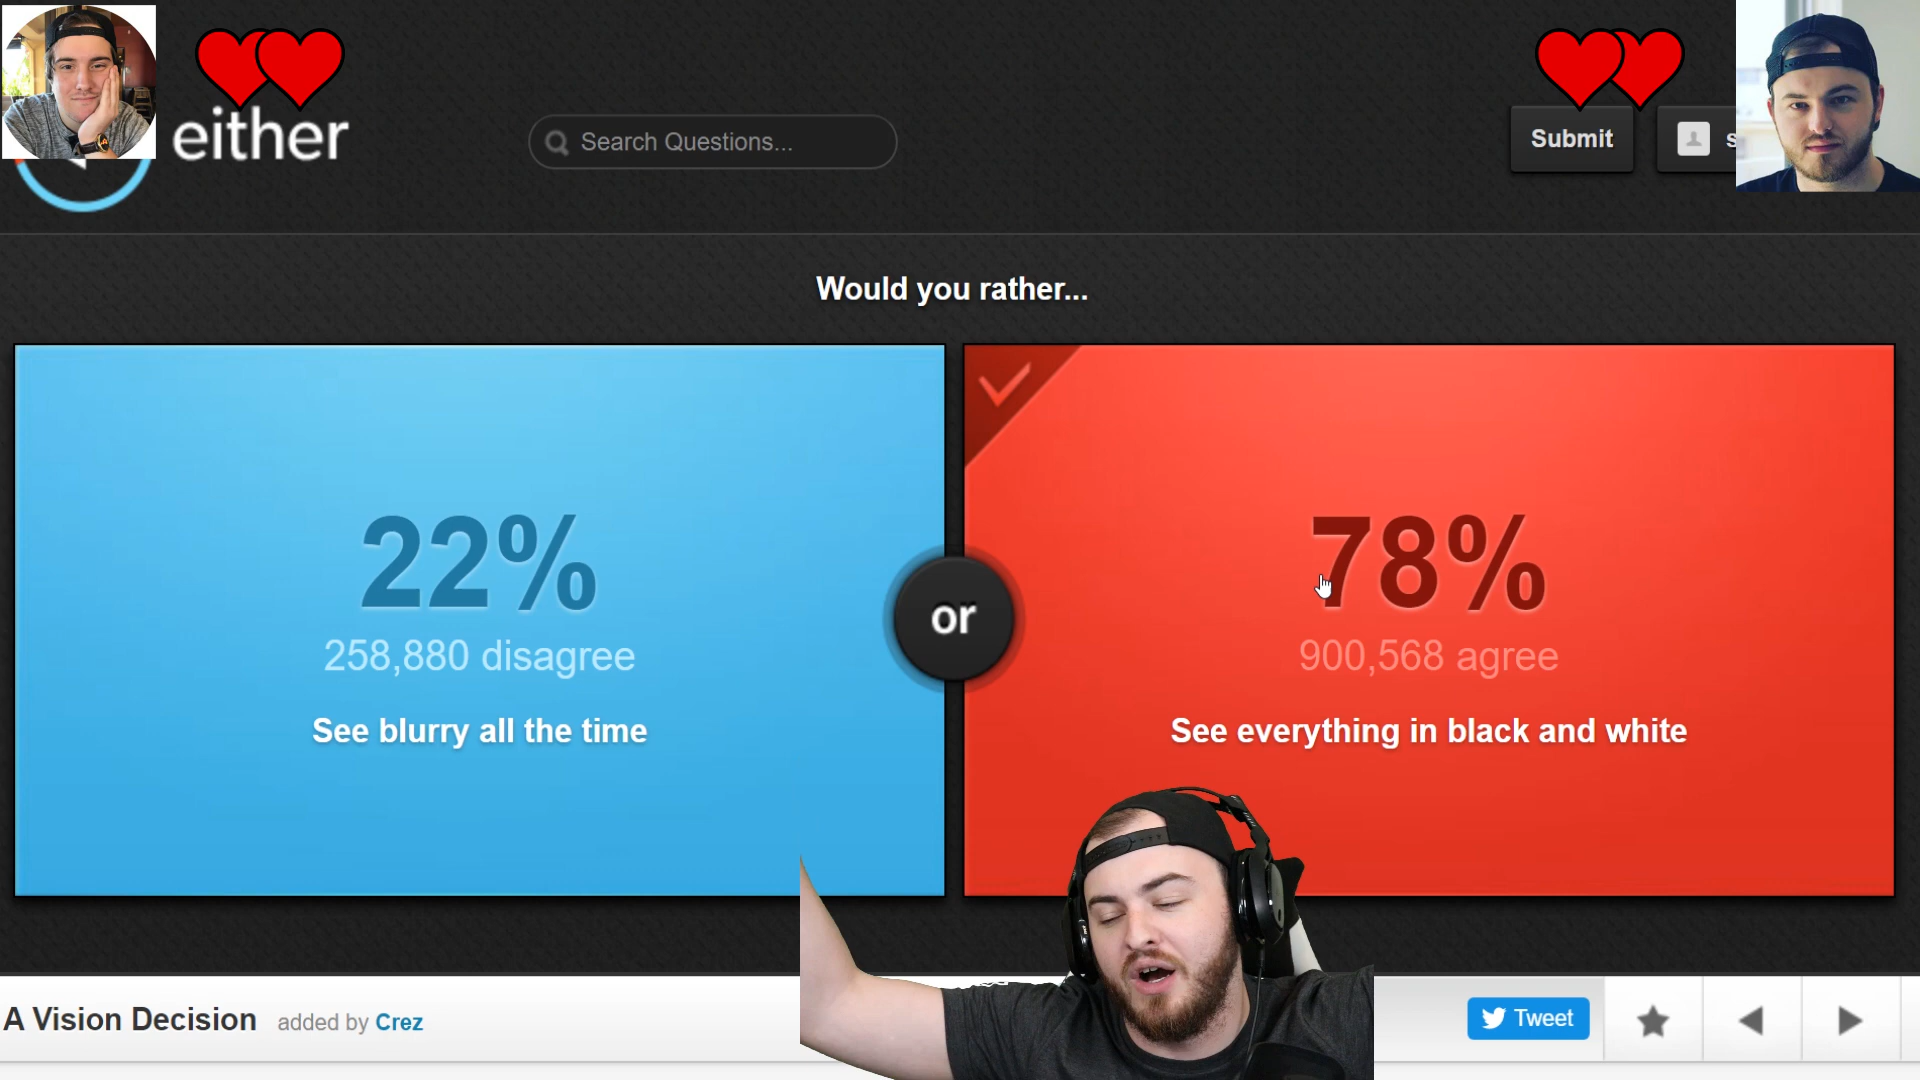 either
Search Questions...
Submit
Would you rather...
22%
258,880 disagree
See blurry all the time
or
78%
900,568 agree
See everything in black and white
A Vision Decision added by Crez
Tweet